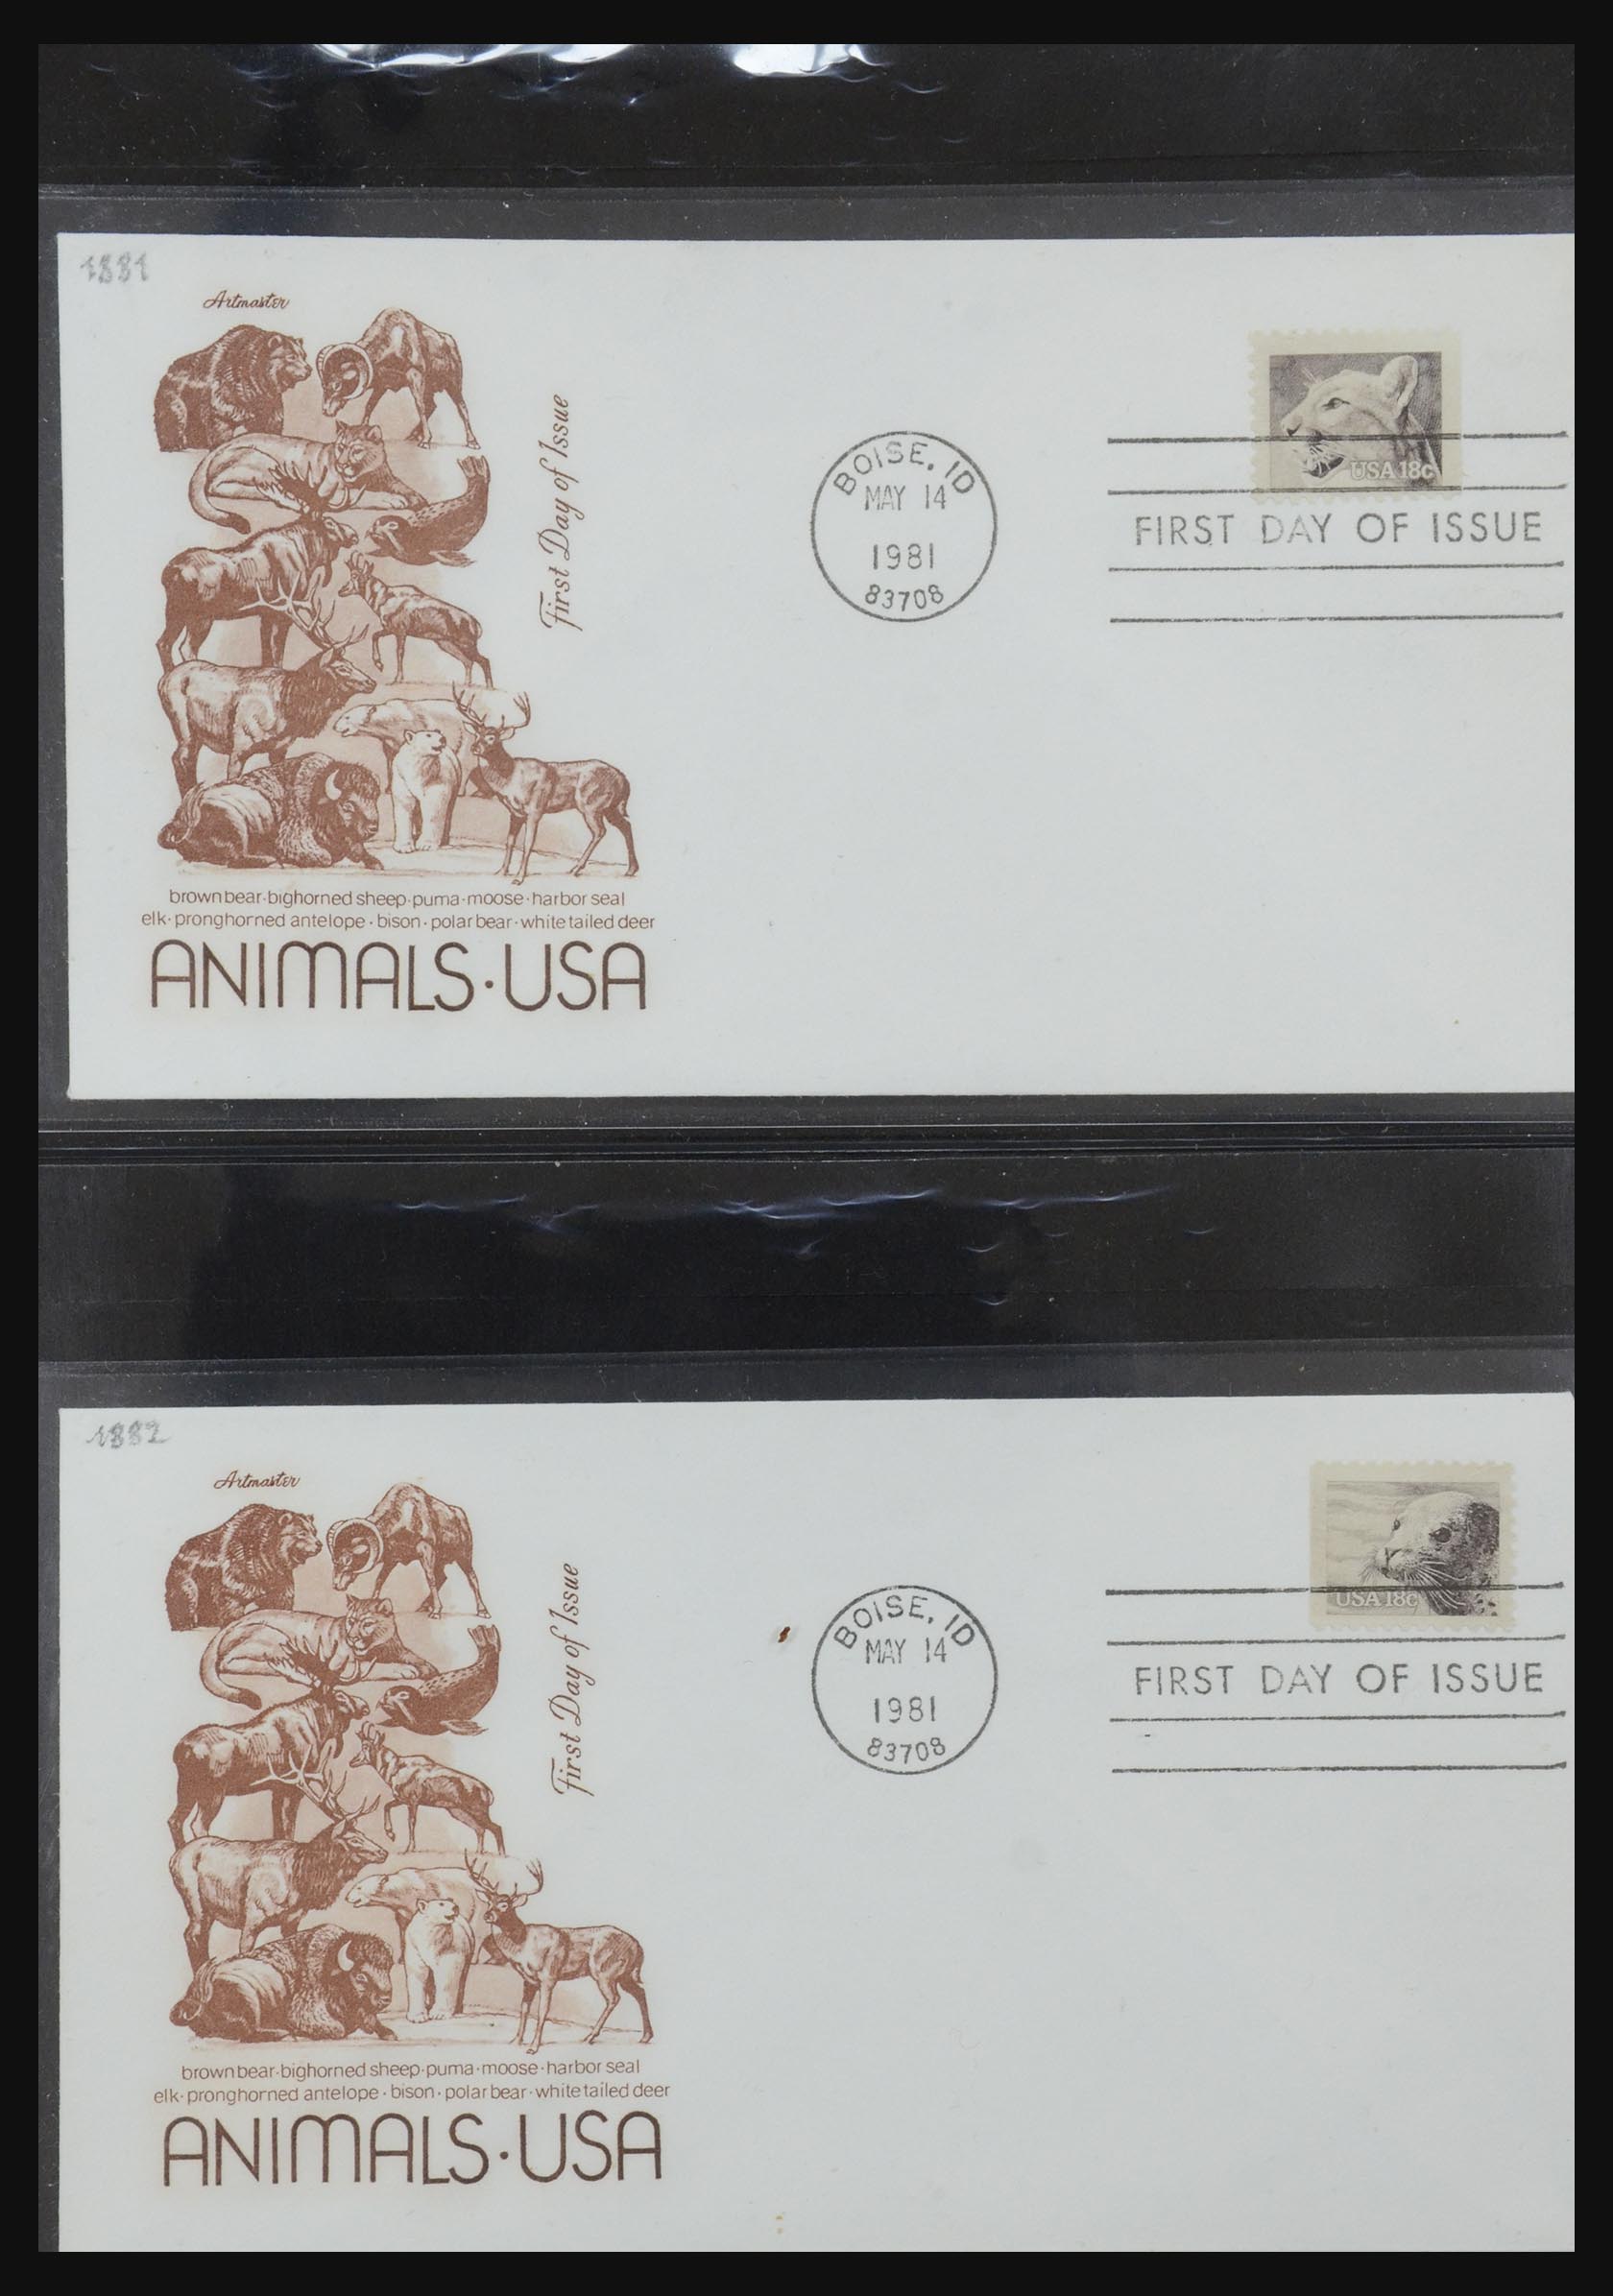 1881
Artmaster
First Day of Issue
BOISE, ID
MAY 14
1981
83708
USA 18c
FIRST DAY OF ISSUE
brown bear·bighorned sheep·puma·moose·harbor seal
elk·pronghorned antelope·bison·polar bear·white tailed deer
ANIMALS·USA
1882
Artmaster
First Day of Issue
BOISE, ID
MAY 14
1981
83708
USA 18c
FIRST DAY OF ISSUE
brown bear·bighorned sheep·puma·moose·harbor seal
elk·pronghorned antelope·bison·polar bear·white tailed deer
ANIMALS·USA